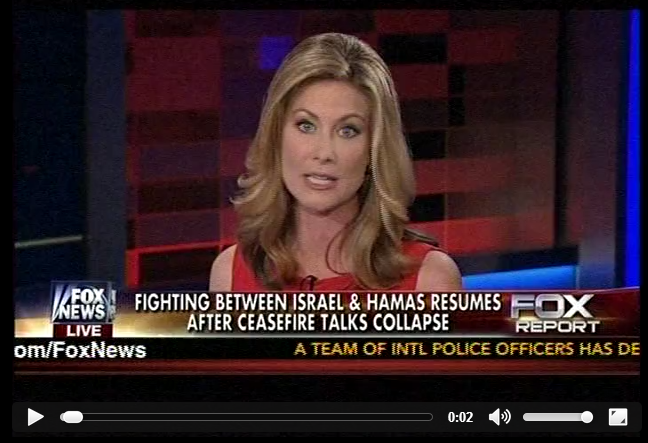 FOX
NEWS
LIVE
FIGHTING BETWEEN ISRAEL & HAMAS RESUMES
AFTER CEASEFIRE TALKS COLLAPSE
FOX
REPORT
om/FoxNews
A TEAM OF INTL POLICE OFFICERS HAS DE
0:02